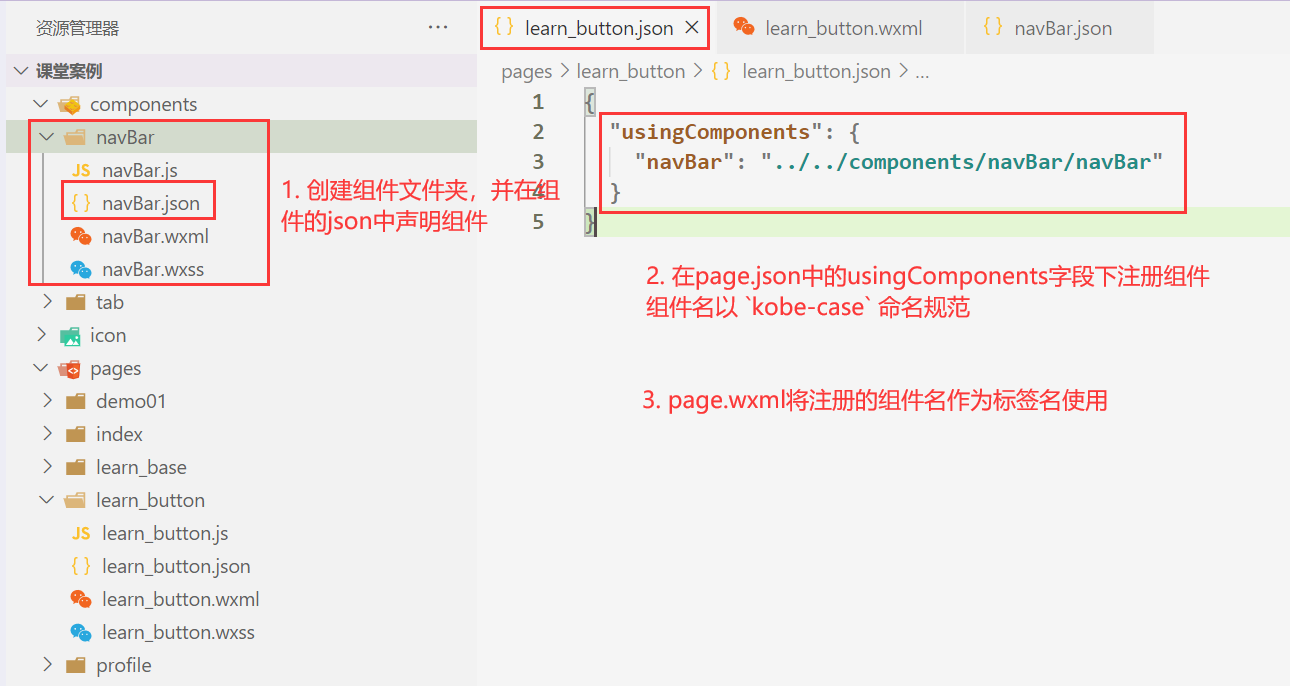 资源管理器
...
课堂案例
components
navBar
JS navBar.js
{ } navBar.json
navBar.wxml
navBar.wxss
tab
icon
pages
demo01
index
learn_base
learn_button
JS learn_button.js
{ } learn_button.json
learn_button.wxml
learn_button.wxss
profile
{ } learn_button.json ×
learn_button.wxml
{ } navBar.json
pages > learn_button > { } learn_button.json > ...
1 {
2 "usingComponents": {
3 "navBar": "../../components/navBar/navBar"
4 }
5 }
1. 创建组件文件夹，并在组
件的json中声明组件
2. 在page.json中的usingComponents字段下注册组件
组件名以 `kobe-case` 命名规范
3. page.wxml将注册的组件名作为标签名使用